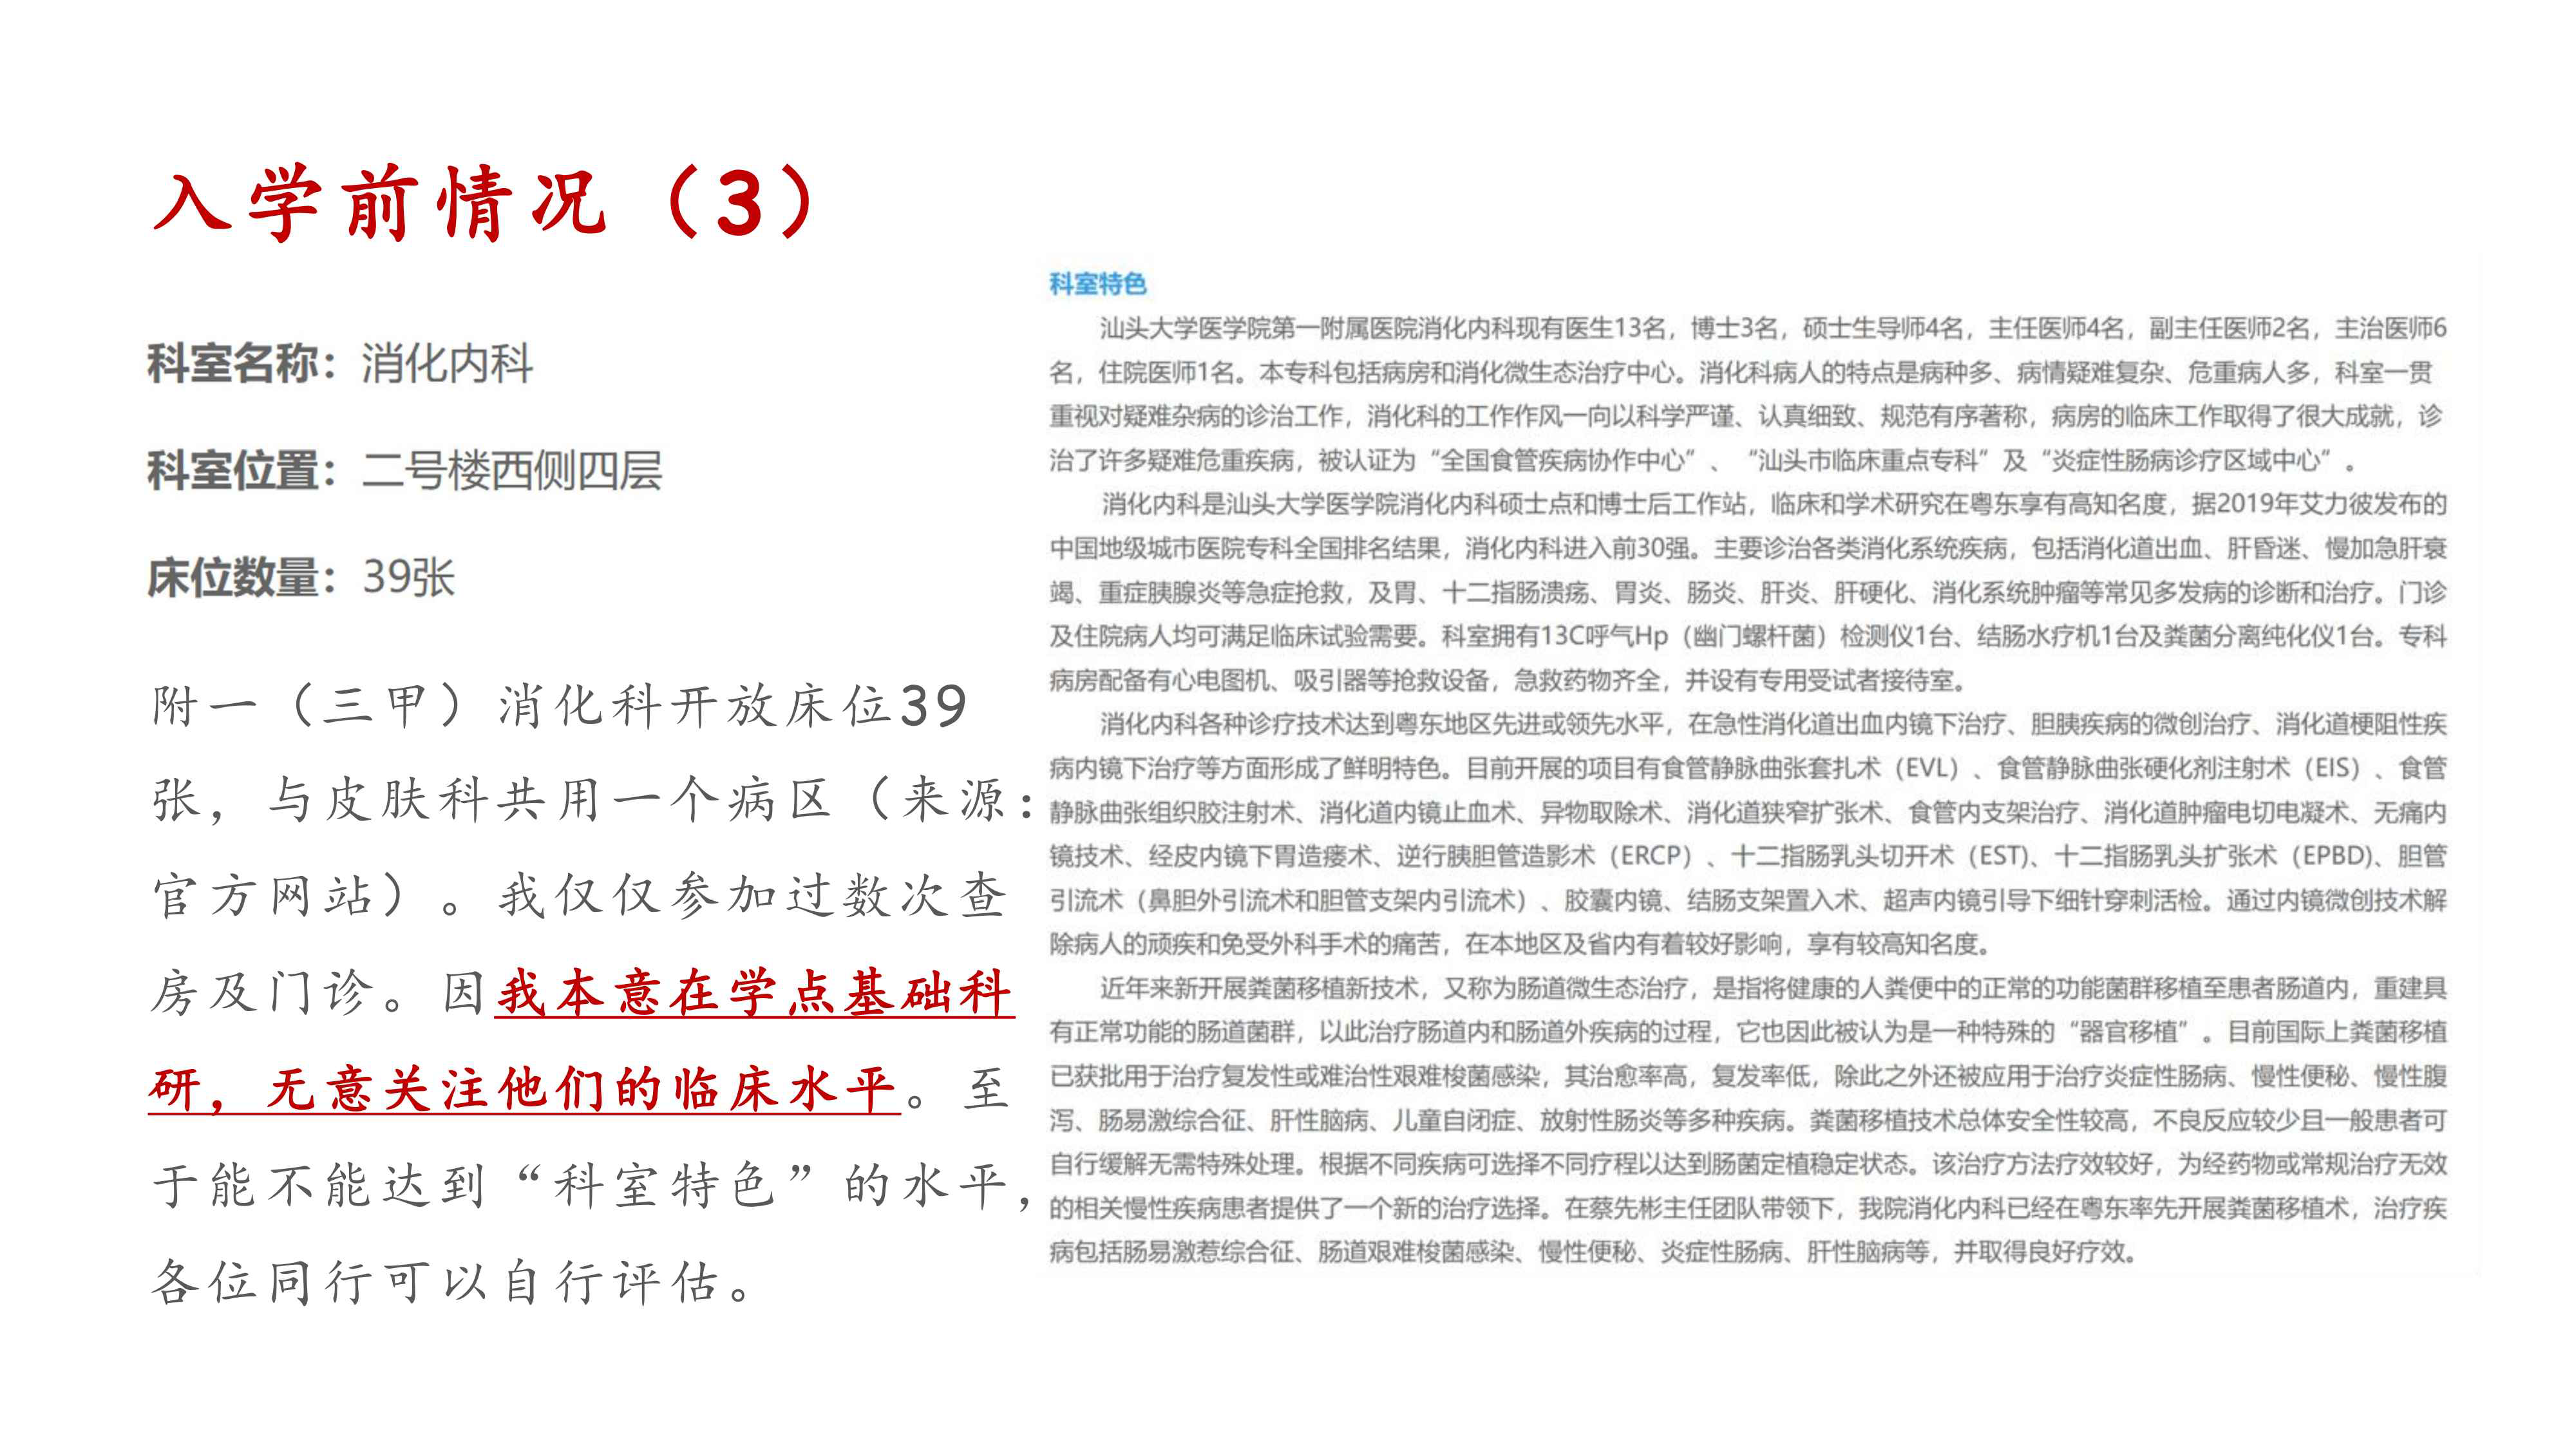 入学前情况（3）
科室名称：消化内科
科室位置：二号楼西侧四层
床位数量：39张
附一（三甲）消化科开放床位39
张，与皮肤科共用一个病区（来源：
官方网站）。我仅仅参加过数次查
房及门诊。因我本意在学点基础科
研，无意关注他们的临床水平。至
于能不能达到“科室特色”的水平，
各位同行可以自行评估。
科室特色
汕头大学医学院第一附属医院消化内科现有医生13名，博士3名，硕士生导师4名，主任医师4名，副主任医师2名，主治医师6
名，住院医师1名。本专科包括病房和消化微生态治疗中心。消化科病人的特点是病种多、病情疑难复杂、危重病人多，科室一贯
重视对疑难杂病的诊治工作，消化科的工作作风一向以科学严谨、认真细致、规范有序著称，病房的临床工作取得了很大成就，诊
治了许多疑难危重疾病，被认证为“全国食管疾病协作中心”、“汕头市临床重点专科”及“炎症性肠病诊疗区域中心”。
消化内科是汕头大学医学院消化内科硕士点和博士后工作站，临床和学术研究在粤东享有高知名度，据2019年艾力彼发布的
中国地级城市医院专科全国排名结果，消化内科进入前30强。主要诊治各类消化系统疾病，包括消化道出血、肝昏迷、慢加急肝衰
竭、重症胰腺炎等急症抢救，及胃、十二指肠溃疡、胃炎、肠炎、肝炎、肝硬化、消化系统肿瘤等常见多发病的诊断和治疗。门诊
及住院病人均可满足临床试验需要。科室拥有13C呼气Hp（幽门螺杆菌）检测仪1台、结肠水疗机1台及粪菌分离纯化仪1台。专科
病房配备有心电图机、吸引器等抢救设备，急救药物齐全，并设有专用受试者接待室。
消化内科各种诊疗技术达到粤东地区先进或领先水平，在急性消化道出血内镜下治疗、胆胰疾病的微创治疗、消化道梗阻性疾
病内镜下治疗等方面形成了鲜明特色。目前开展的项目有食管静脉曲张套扎术（EVL）、食管静脉曲张硬化剂注射术（EIS）、食管
静脉曲张组织胶注射术、消化道内镜止血术、异物取除术、消化道狭窄扩张术、食管内支架治疗、消化道肿瘤电切电凝术、无痛内
镜技术、经皮内镜下胃造瘘术、逆行胰胆管造影术（ERCP）、十二指肠乳头切开术（EST)、十二指肠乳头扩张术（EPBD)、胆管
引流术（鼻胆外引流术和胆管支架内引流术）、胶囊内镜、结肠支架置入术、超声内镜引导下细针穿刺活检。通过内镜微创技术解
除病人的顽疾和免受外科手术的痛苦，在本地区及省内有着较好影响，享有较高知名度。
近年来新开展粪菌移植新技术，又称为肠道微生态治疗，是指将健康的人粪便中的正常的功能菌群移植至患者肠道内，重建具
有正常功能的肠道菌群，以此治疗肠道内和肠道外疾病的过程，它也因此被认为是一种特殊的“器官移植”。目前国际上粪菌移植
已获批用于治疗复发性或难治性艰难梭菌感染，其治愈率高，复发率低，除此之外还被应用于治疗炎症性肠病、慢性便秘、慢性腹
泻、肠易激综合征、肝性脑病、儿童自闭症、放射性肠炎等多种疾病。粪菌移植技术总体安全性较高，不良反应较少且一般患者可
自行缓解无需特殊处理。根据不同疾病可选择不同疗程以达到肠菌定植稳定状态。该治疗方法疗效较好，为经药物或常规治疗无效
的相关慢性疾病患者提供了一个新的治疗选择。在蔡先彬主任团队带领下，我院消化内科已经在粤东率先开展粪菌移植术，治疗疾
病包括肠易激惹综合征、肠道艰难梭菌感染、慢性便秘、炎症性肠病、肝性脑病等，并取得良好疗效。